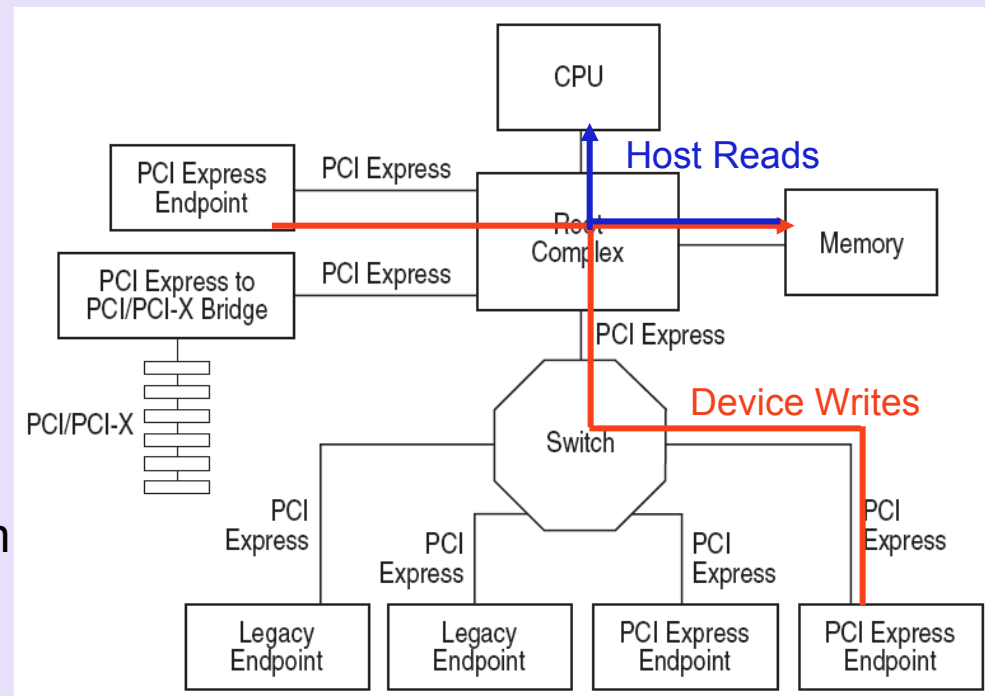 CPU
Host Reads
PCI Express
Endpoint
PCI Express
Root
Complex
Memory
PCI Express to
PCI/PCI-X Bridge
PCI Express
PCI Express
Device Writes
PCI/PCI-X
Switch
n
PCI
Express
PCI
Express
PCI
Express
PCI
Express
Legacy
Endpoint
Legacy
Endpoint
PCI Express
Endpoint
PCI Express
Endpoint